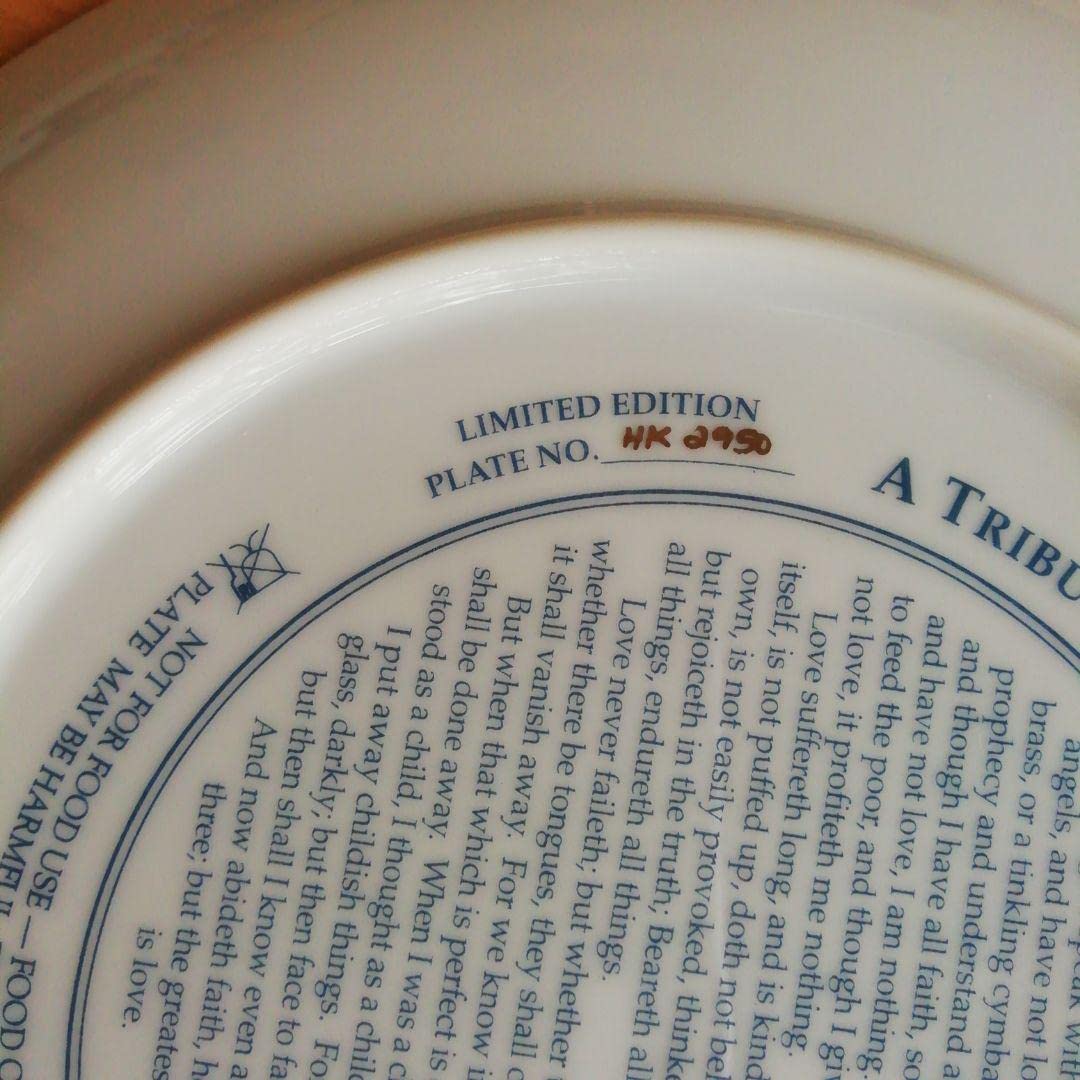 LIMITED EDITION
PLATE NO. HK 2950
A TRIBU
NOT FOR FOOD USE — FOOD
PLATE MAY BE HARMFU
angels, and have not
brass, or a tinkling cymba
prophecy and understand a
and though I have all faith, so
and have not love, I am nothing
to feed the poor, and though I gi
not love, it profiteth me nothing.
Love suffereth long, and is kind
itself, is not puffed up,
own, is not easily provoked, think
but rejoiceth in the truth; Beareth all
all things, endureth all things.
Love never faileth; but whether
whether there be tongues, they shall
it shall vanish away. For we know i
But when that which is perfect is
shall be done away. When I was a c
stood as a child, I thought as a chil
I put away childish things. Fo
glass, darkly; but then face to fa
but then shall I know even a
And now abideth faith, h
three; but the greates
is love.